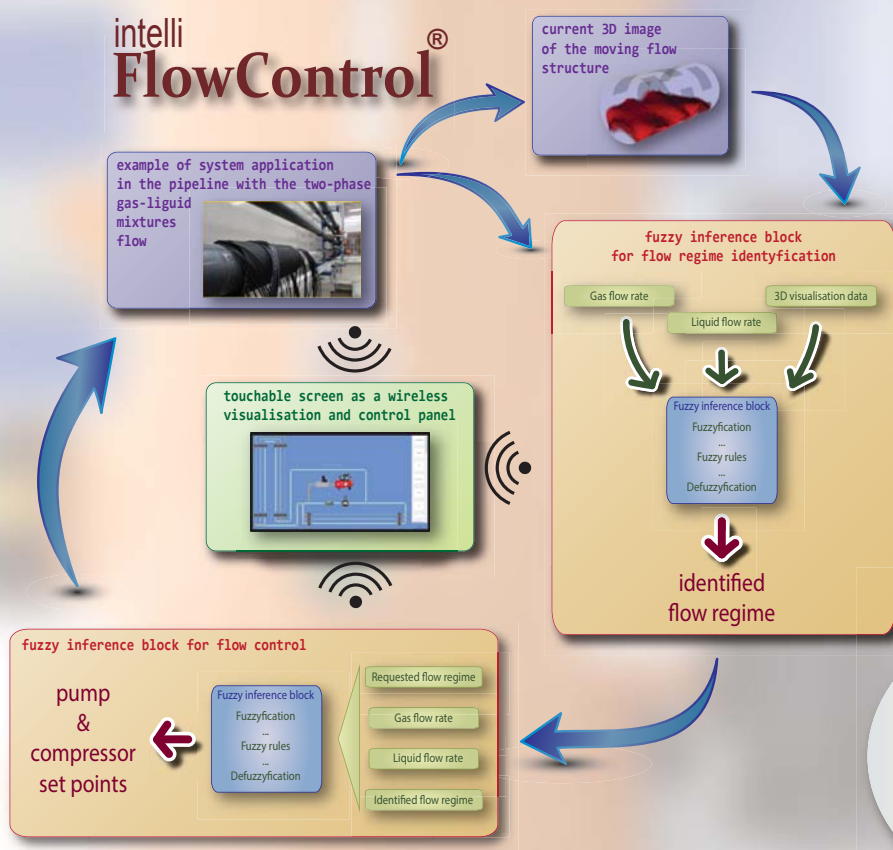 intelli
FlowControl®
current 3D image
of the moving flow
structure
example of system application
in the pipeline with the two-phase
gas-liguid
mixtures
flow
fuzzy inference block
for flow regime identyfication
Gas flow rate
3D visualisation data
Liquid flow rate
Fuzzy inference block
Fuzzyfication
...
Fuzzy rules
...
Defuzzyfication
identified
flow regime
touchable screen as a wireless
visualisation and control panel
fuzzy inference block for flow control
pump
&
compressor
set points
Fuzzy inference block
Fuzzyfication
...
Fuzzy rules
...
Defuzzyfication
Requested flow regime
Gas flow rate
Liquid flow rate
Identified flow regime